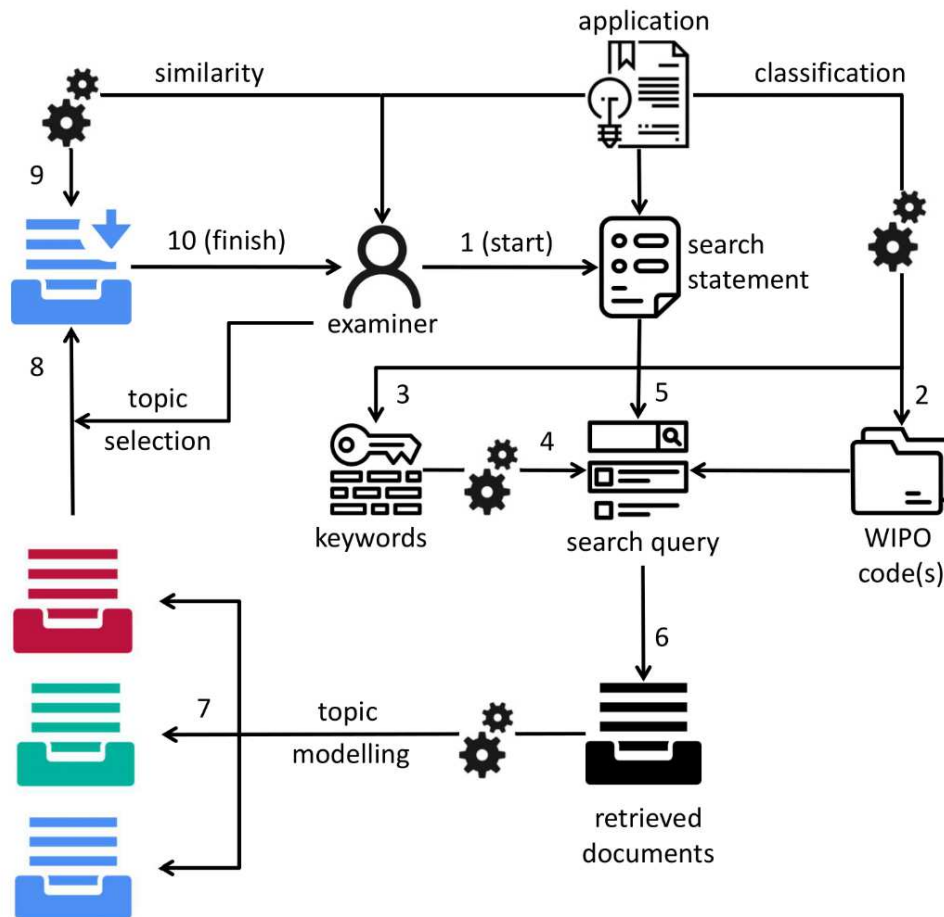 application
similarity
classification
9
10 (finish)
1 (start)
search
statement
examiner
8
topic
selection
3
5
2
4
keywords
search query
WIPO
code(s)
6
7
topic
modelling
retrieved
documents